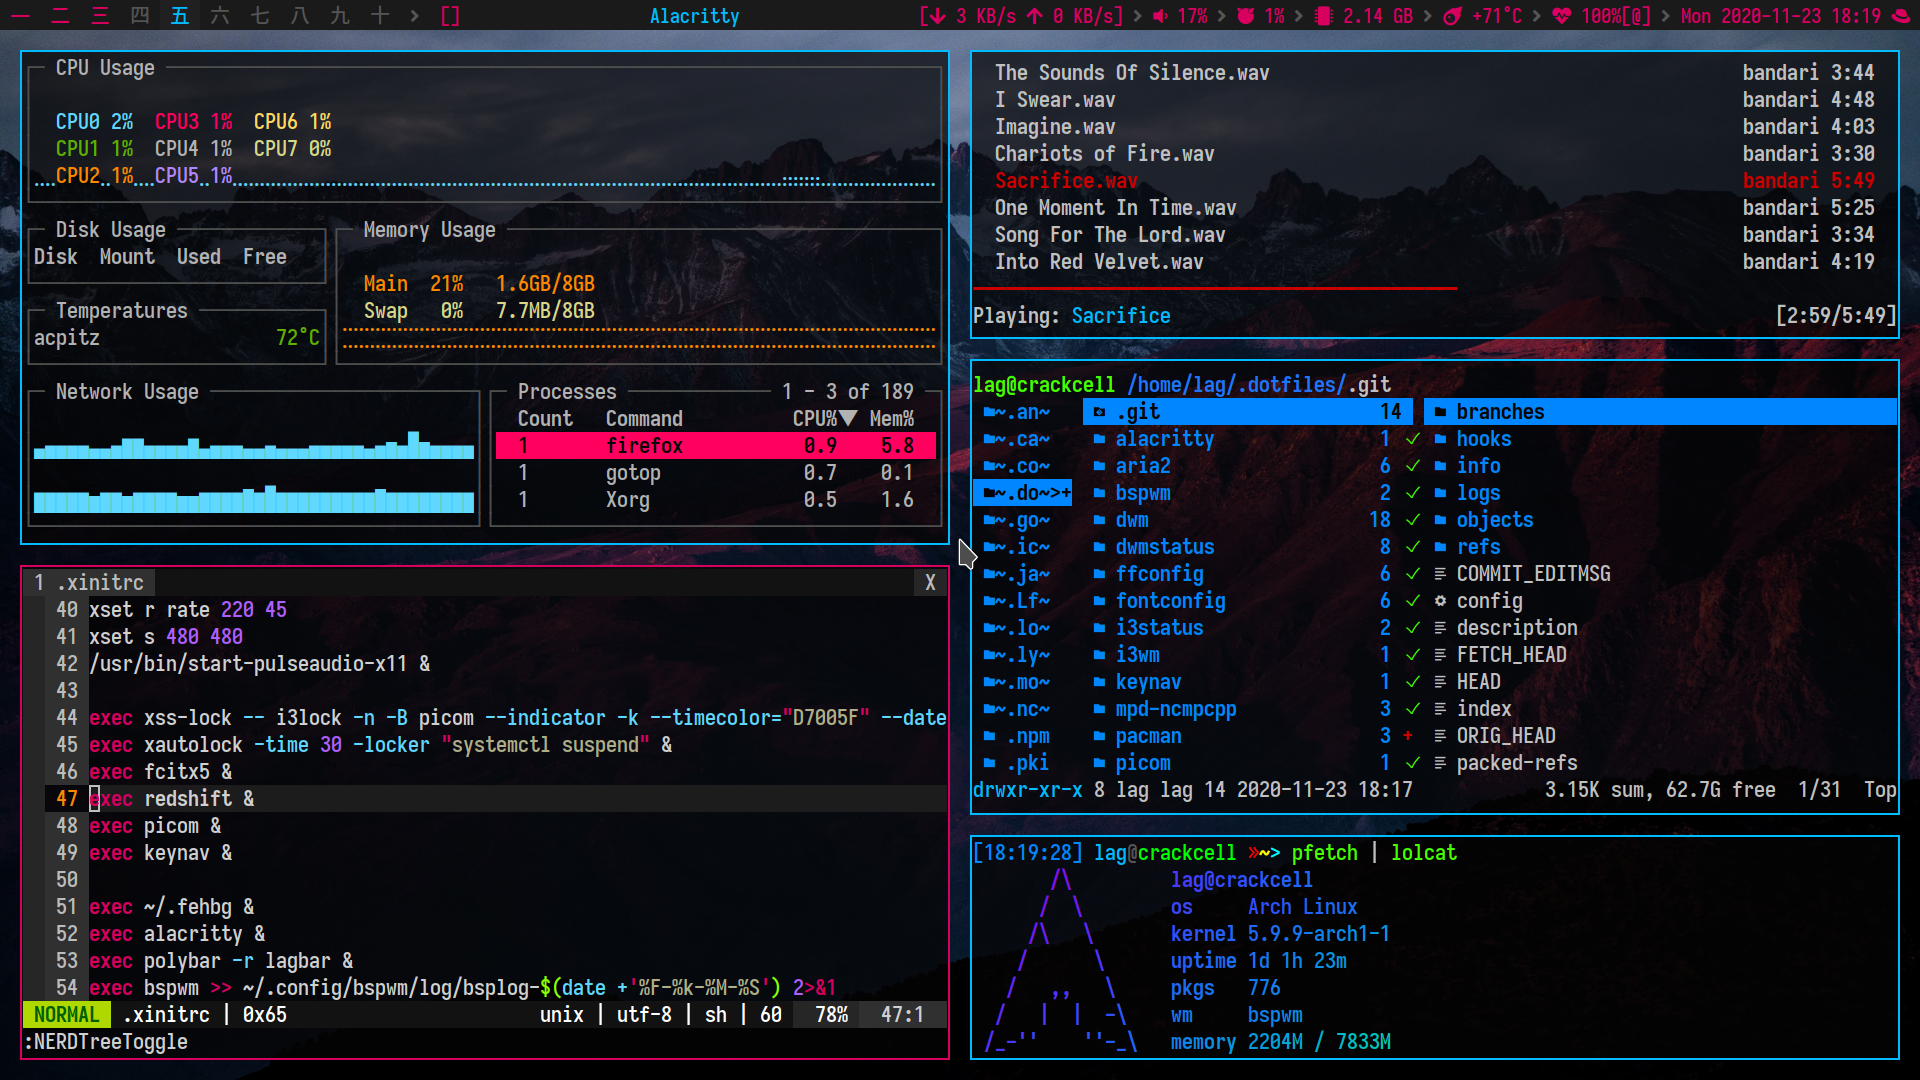 一 二 三 四 五 六 七 八 九 十 > []
Alacritty
[↓ 3 KB/s ↑ 0 KB/s] > 17% > 1% > 2.14 GB > +71°C > 100%[@] > Mon 2020-11-23 18:19
CPU Usage
CPU0 2% CPU3 1% CPU6 1%
CPU1 1% CPU4 1% CPU7 0%
CPU2 1% CPU5 1%
Disk Usage
Disk Mount Used Free
Temperatures
acpitz 72°C
Memory Usage
Main 21% 1.6GB/8GB
Swap 0% 7.7MB/8GB
Network Usage
Processes 1 - 3 of 189
Count Command CPU%▼ Mem%
1 firefox 0.9 5.8
1 gotop 0.7 0.1
1 Xorg 0.5 1.6
1 .xinitrc X
40 xset r rate 220 45
41 xset s 480 480
42 /usr/bin/start-pulseaudio-x11 &
43
44 exec xss-lock -- i3lock -n -B picom --indicator -k --timecolor="D7005F" --date
45 exec xautolock -time 30 -locker "systemctl suspend" &
46 exec fcitx5 &
47 exec redshift &
48 exec picom &
49 exec keynav &
50
51 exec ~/.fehbg &
52 exec alacritty &
53 exec polybar -r lagbar &
54 exec bspwm >> ~/.config/bspwm/log/bsplog-$(date +'%F-%k-%M-%S') 2>&1
NORMAL .xinitrc | 0x65 unix | utf-8 | sh | 60 78% 47:1
:NERDTreeToggle
The Sounds Of Silence.wav bandari 3:44
I Swear.wav bandari 4:48
Imagine.wav bandari 4:03
Chariots of Fire.wav bandari 3:30
Sacrifice.wav bandari 5:49
One Moment In Time.wav bandari 5:25
Song For The Lord.wav bandari 3:34
Into Red Velvet.wav bandari 4:19
Playing: Sacrifice [2:59/5:49]
lag@crackcell /home/lag/.dotfiles/.git
~.an~ .git 14 branches
~.ca~ alacritty 1 ✓ hooks
~.co~ aria2 6 ✓ info
~.do~>+ bspwm 2 ✓ logs
~.go~ dwm 18 ✓ objects
~.ic~ dwmstatus 8 ✓ refs
~.ja~ ffconfig 6 ✓ COMMIT_EDITMSG
~.Lf~ fontconfig 6 ✓ config
~.lo~ i3status 2 ✓ description
~.ly~ i3wm 1 ✓ FETCH_HEAD
~.mo~ keynav 1 ✓ HEAD
~.nc~ mpd-ncmpcpp 3 ✓ index
.npm pacman 3 + ORIG_HEAD
.pki picom 1 ✓ packed-refs
drwxr-xr-x 8 lag lag 14 2020-11-23 18:17 3.15K sum, 62.7G free 1/31 Top
[18:19:28] lag@crackcell »~> pfetch | lolcat
lag@crackcell
os Arch Linux
kernel 5.9.9-arch1-1
uptime 1d 1h 23m
pkgs 776
wm bspwm
memory 2204M / 7833M